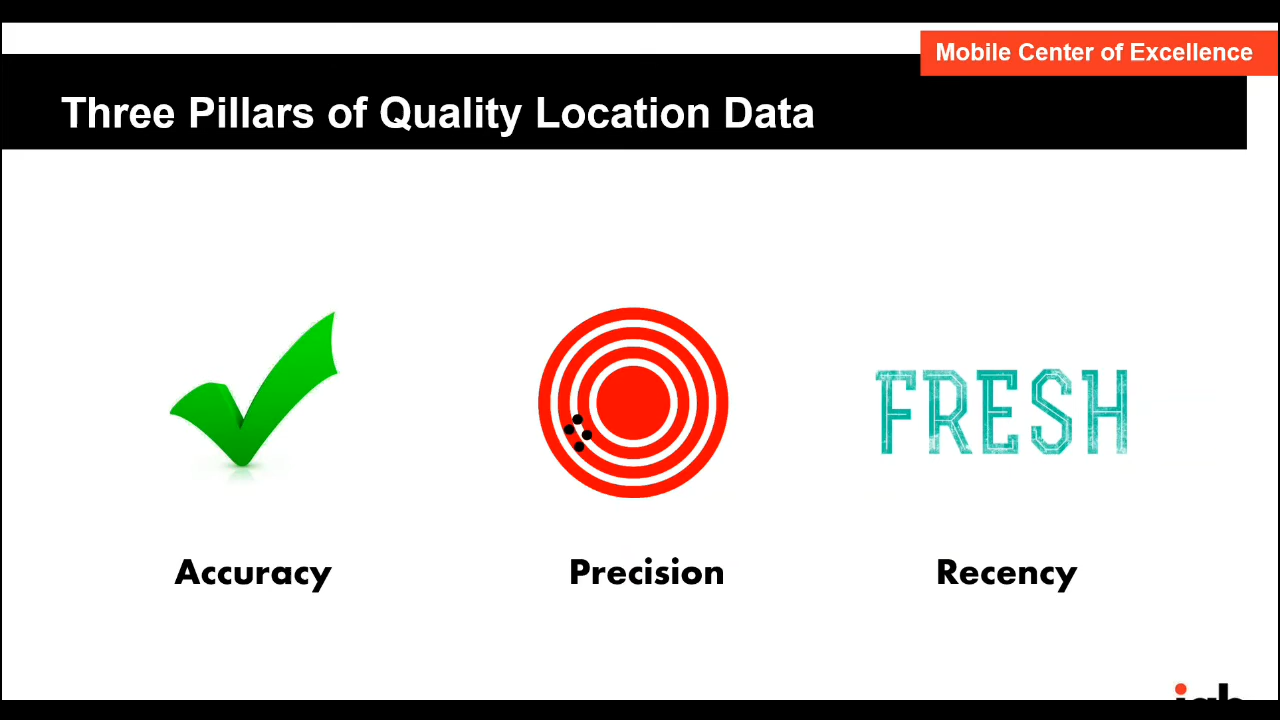 Mobile Center of Excellence
Three Pillars of Quality Location Data
FRESH
Accuracy
Precision
Recency